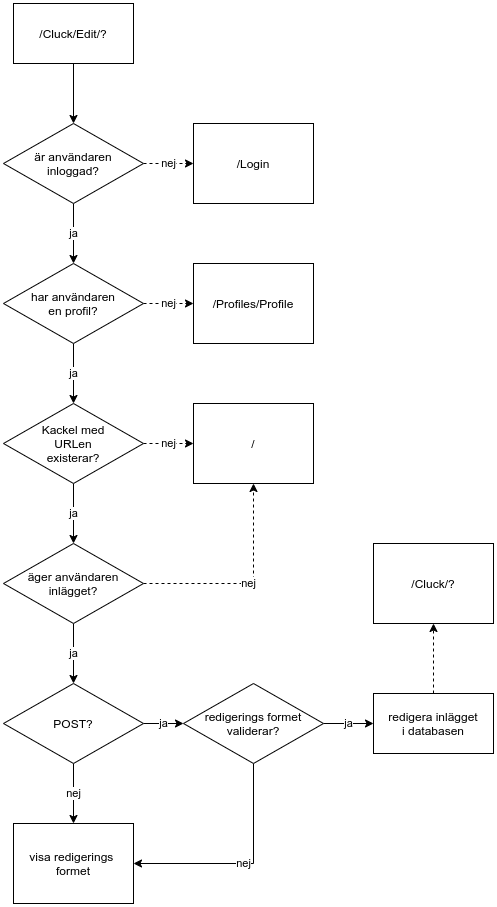 /Cluck/Edit/?
är användaren
inloggad?
nej
/Login
ja
har användaren
en profil?
nej
/Profiles/Profile
ja
Kackel med
URLen
existerar?
nej
/
ja
äger användaren
inlägget?
nej
/Cluck/?
ja
POST?
ja
redigerings formet
validerar?
ja
redigera inlägget
i databasen
nej
visa redigerings
formet
nej